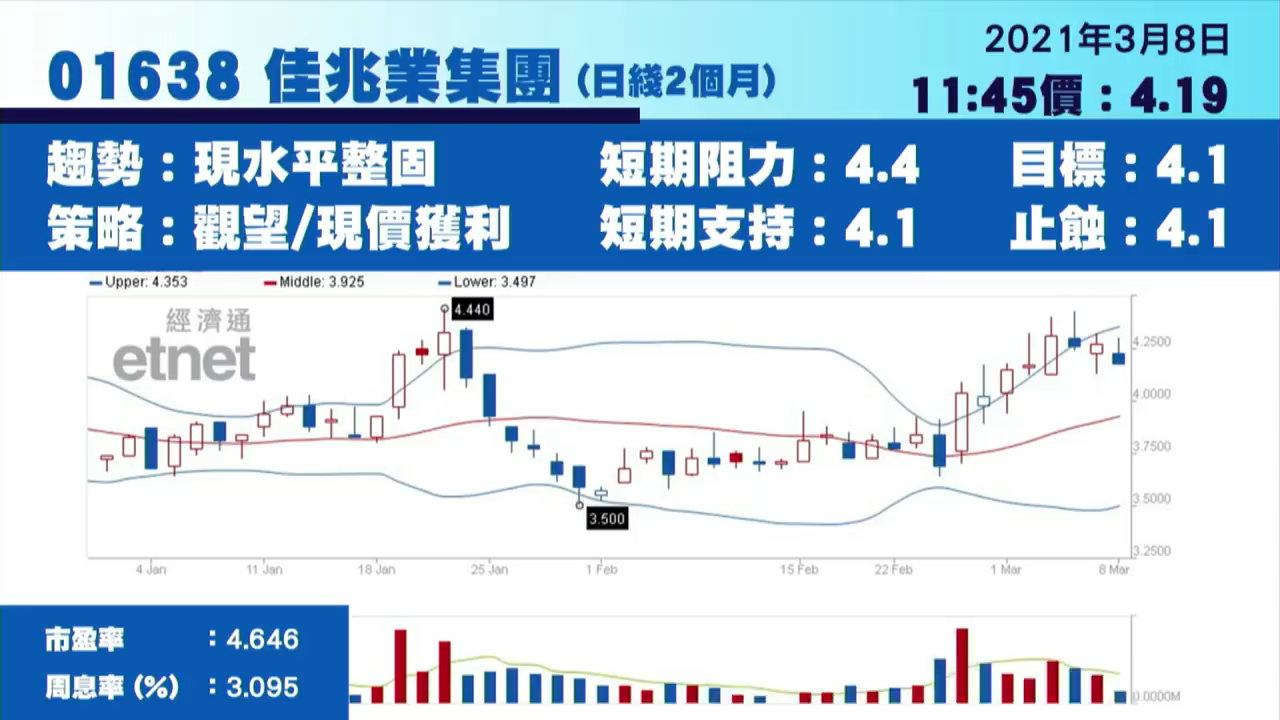 01638 佳兆業集團 (日綫2個月)
2021年3月8日
11:45價：4.19
趨勢：現水平整固
短期阻力：4.4
目標：4.1
策略：觀望/現價獲利
短期支持：4.1
止蝕：4.1
Upper: 4.353 Middle: 3.925 Lower: 3.497
經濟通
etnet
4.440
3.500
4.2500
4.0000
3.7500
3.5000
3.2500
4 Jan 11 Jan 18 Jan 25 Jan 1 Feb 15 Feb 22 Feb 1 Mar 8 Mar
市盈率 ：4.646
周息率 (%) ：3.095
0.0000M